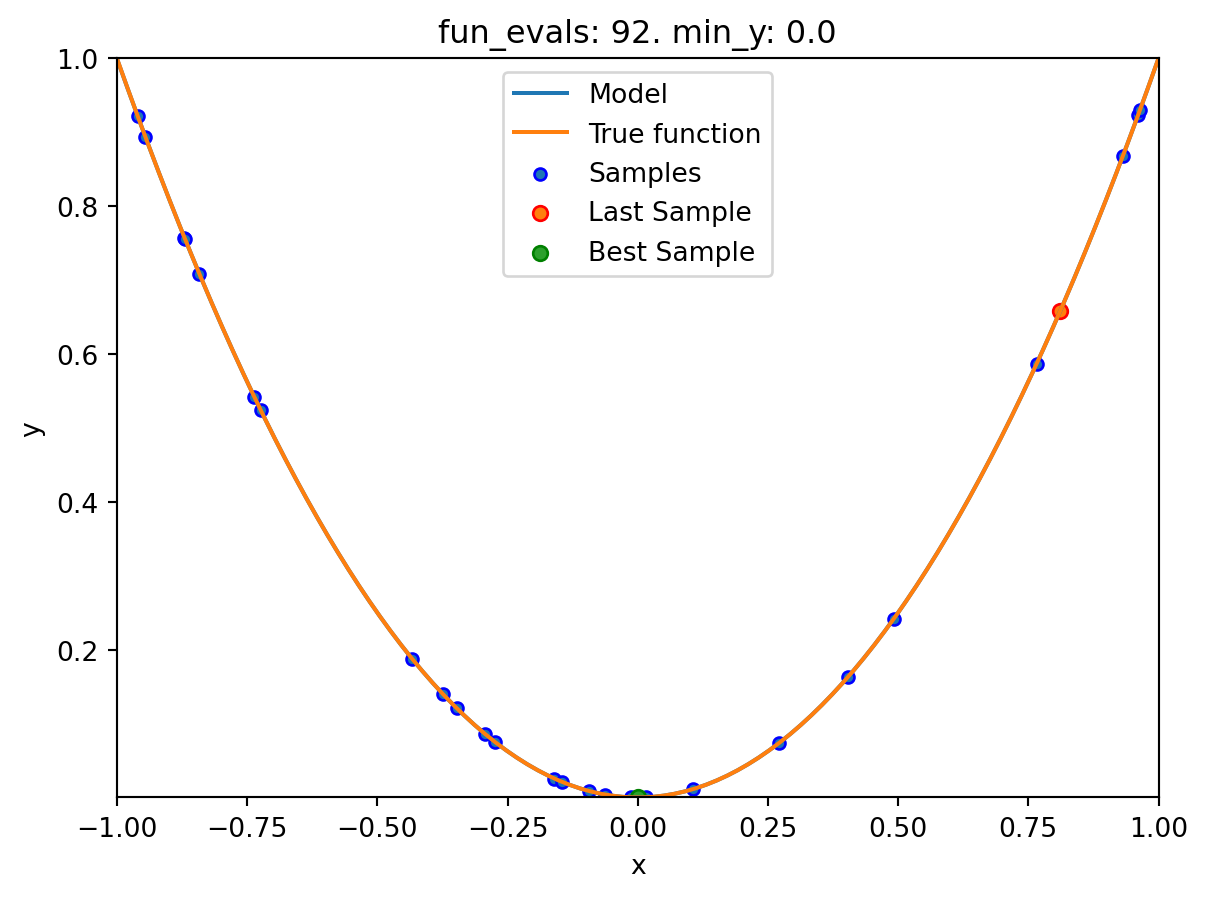 fun_evals: 92. min_y: 0.0
1.0
0.8
0.6
0.4
0.2
y
Model
True function
Samples
Last Sample
Best Sample
−1.00 −0.75 −0.50 −0.25 0.00 0.25 0.50 0.75 1.00
x